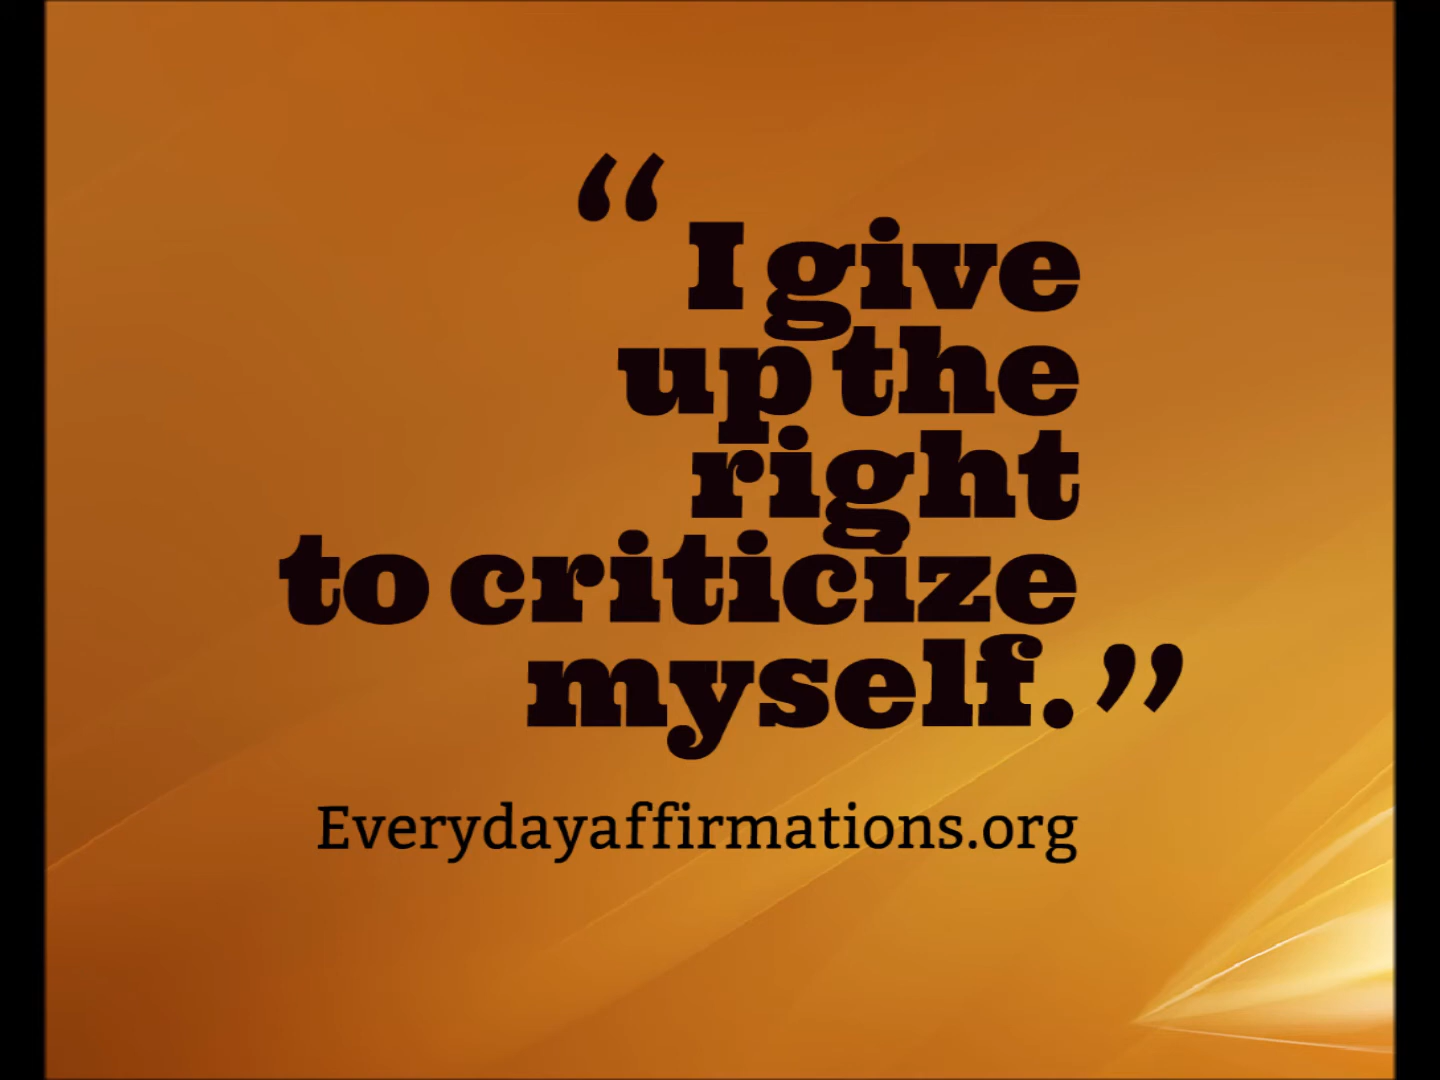 “I give
up the
right
to criticize
myself.”
Everydayaffirmations.org